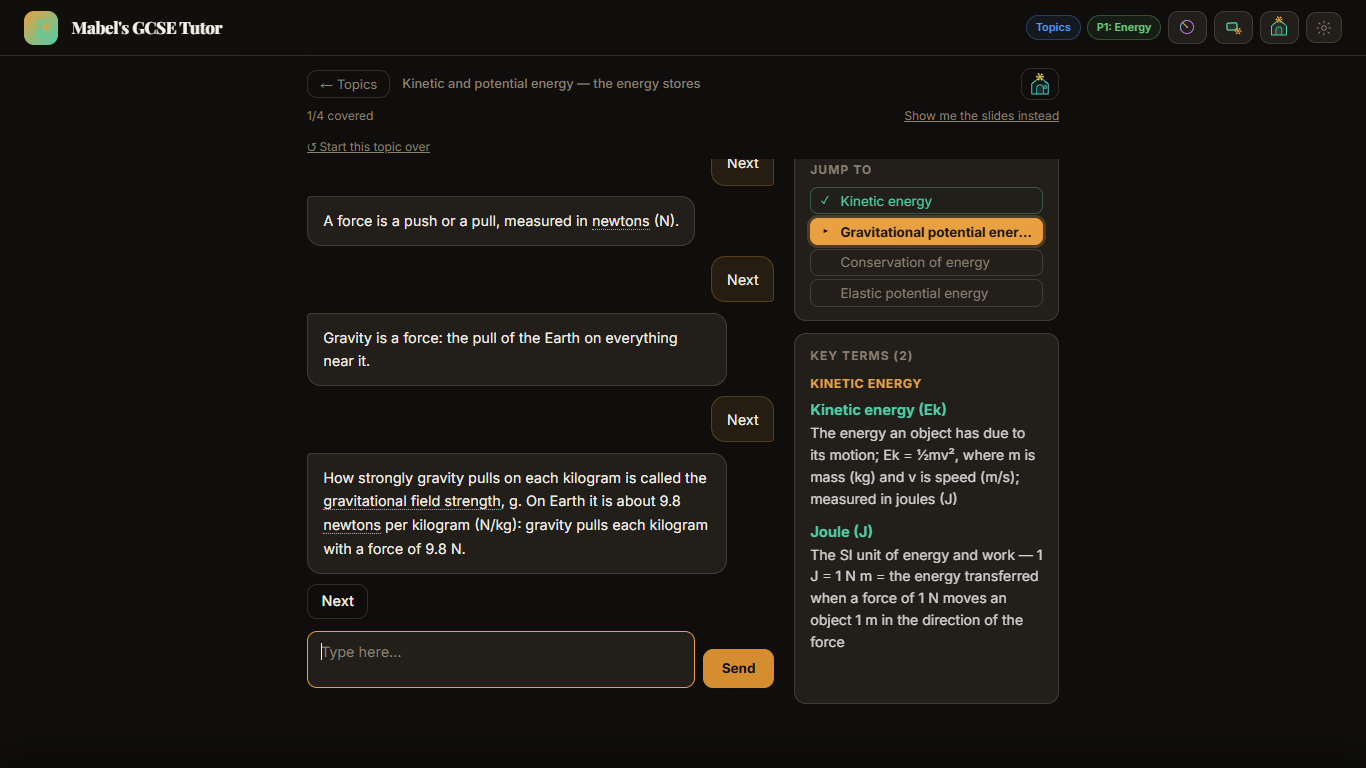 Mabel's GCSE Tutor
Topics
P1: Energy
← Topics
Kinetic and potential energy — the energy stores
1/4 covered
Show me the slides instead
↺ Start this topic over
Next
A force is a push or a pull, measured in newtons (N).
Next
Gravity is a force: the pull of the Earth on everything
near it.
Next
How strongly gravity pulls on each kilogram is called the
gravitational field strength, g. On Earth it is about 9.8
newtons per kilogram (N/kg): gravity pulls each kilogram
with a force of 9.8 N.
Next
Type here...
Send
JUMP TO
✓ Kinetic energy
‣ Gravitational potential ener...
Conservation of energy
Elastic potential energy
KEY TERMS (2)
KINETIC ENERGY
Kinetic energy (Ek)
The energy an object has due to
its motion; Ek = ½mv², where m is
mass (kg) and v is speed (m/s);
measured in joules (J)
Joule (J)
The SI unit of energy and work — 1
J = 1 N m = the energy transferred
when a force of 1 N moves an
object 1 m in the direction of the
force